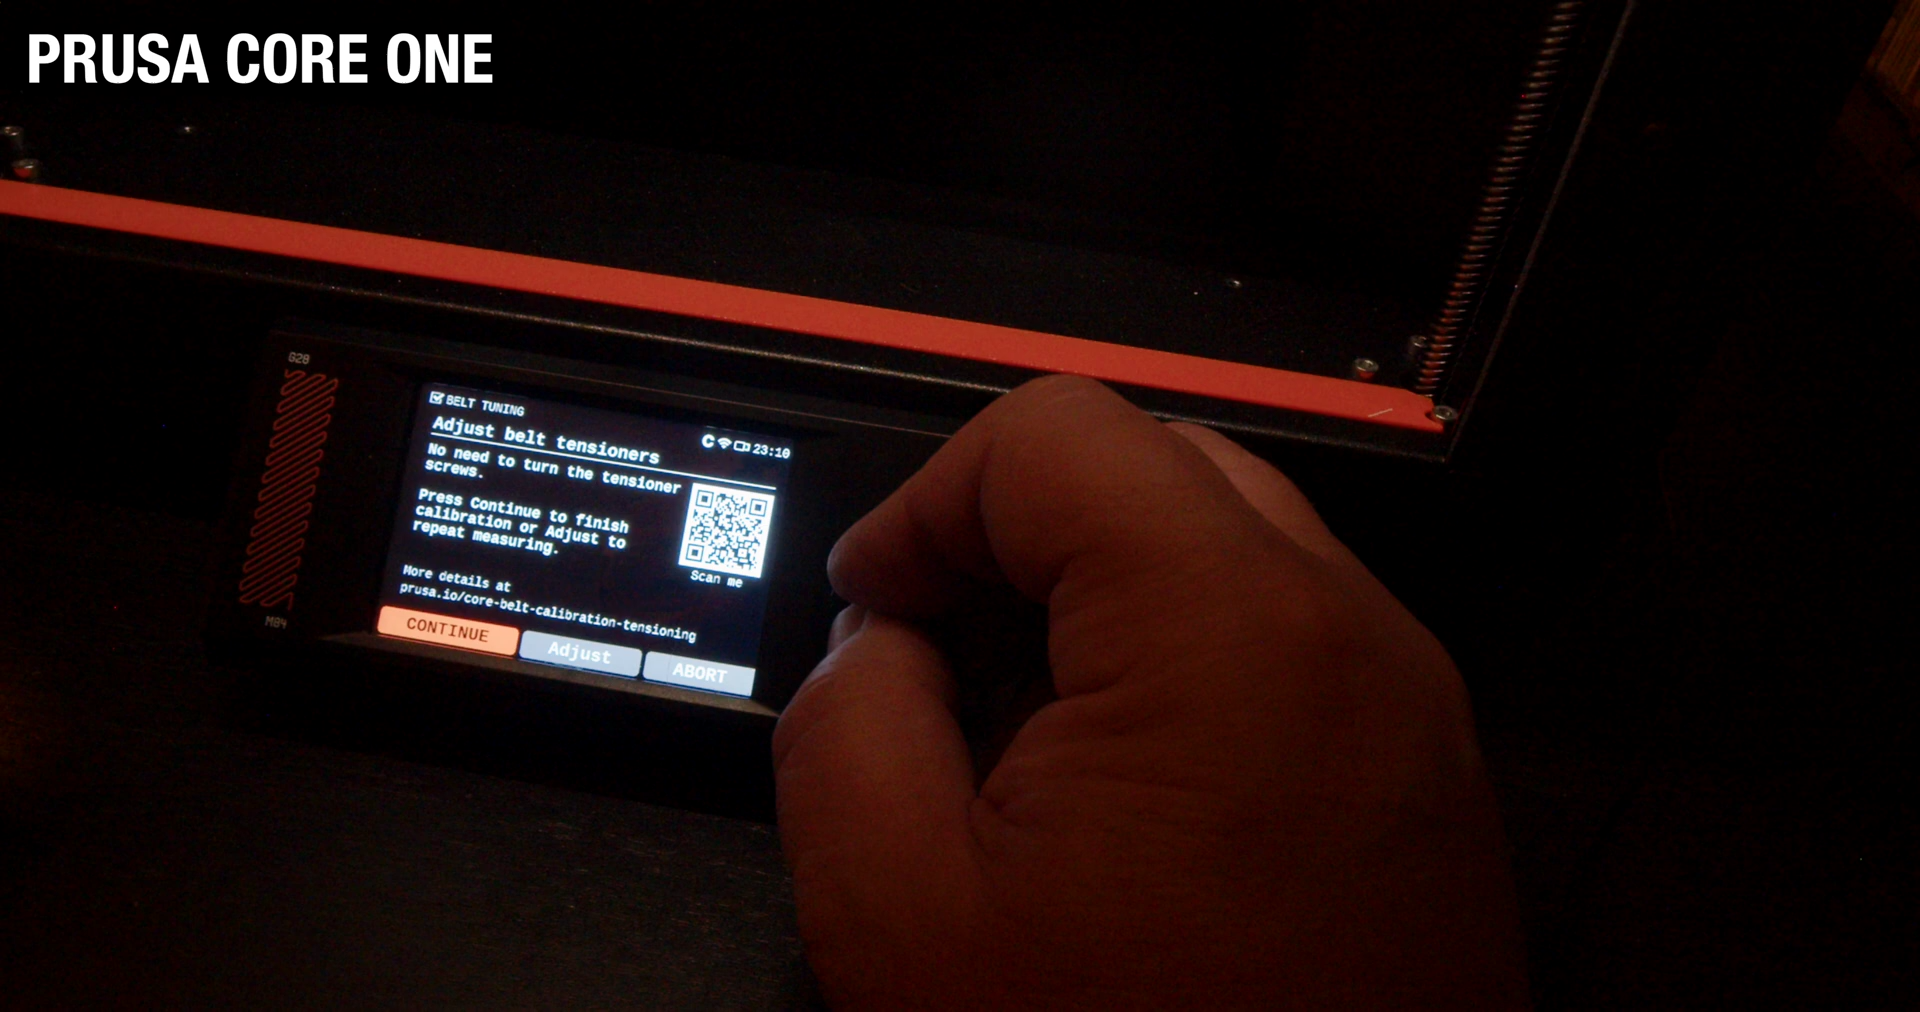 PRUSA CORE ONE
G28
BELT TUNING
C 23:10
Adjust belt tensioners
No need to turn the tensioner
screws.
Press Continue to finish
calibration or Adjust to
repeat measuring.
Scan me
More details at
prusa.io/core-belt-calibration-tensioning
M84
CONTINUE
Adjust
ABORT